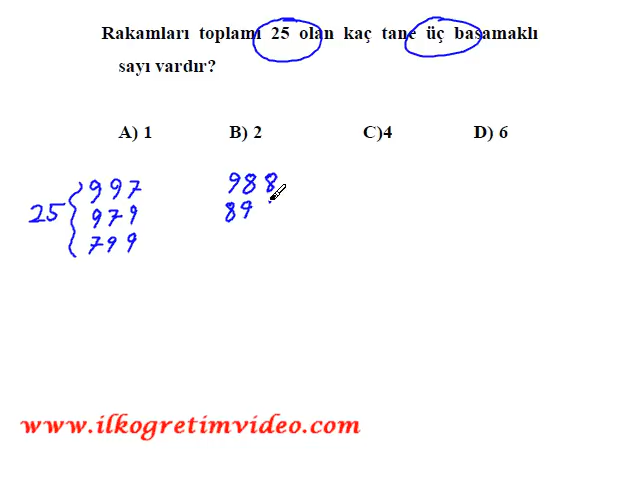 Rakamları toplamı 25 olan kaç tane üç basamaklı
sayı vardır?
A) 1 B) 2 C)4 D) 6
997 988
25 979 89
799
www.ilkogretimvideo.com